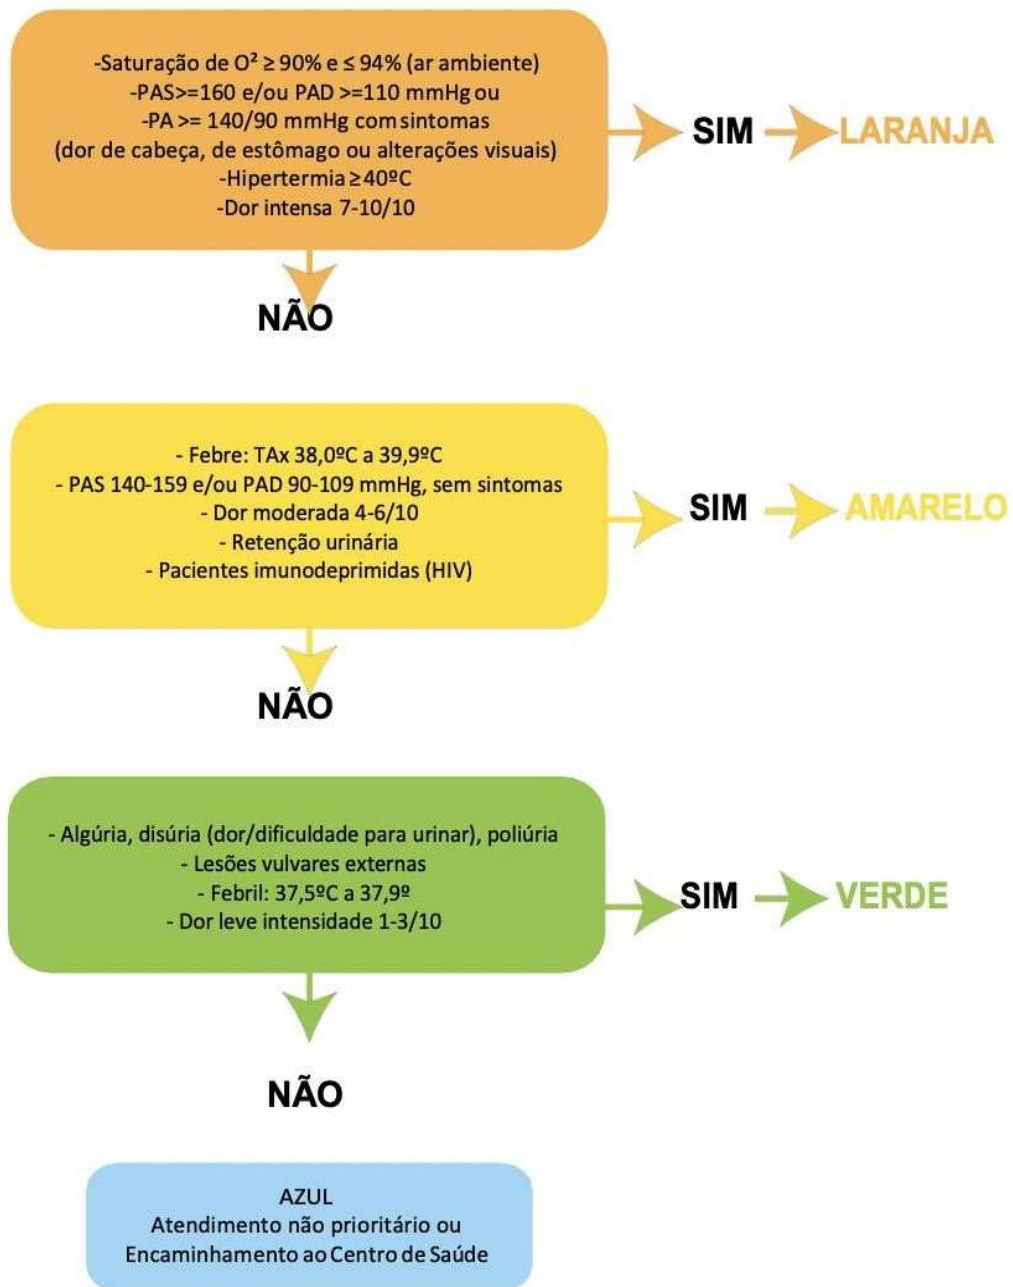 -Saturação de O² ≥ 90% e ≤ 94% (ar ambiente)
-PAS>=160 e/ou PAD >=110 mmHg ou
-PA >= 140/90 mmHg com sintomas
(dor de cabeça, de estômago ou alterações visuais)
-Hipertermia ≥ 40ºC
-Dor intensa 7-10/10
SIM
LARANJA
NÃO
- Febre: TAx 38,0ºC a 39,9ºC
- PAS 140-159 e/ou PAD 90-109 mmHg, sem sintomas
- Dor moderada 4-6/10
- Retenção urinária
- Pacientes imunodeprimidas (HIV)
SIM
AMARELO
NÃO
- Algúria, disúria (dor/dificuldade para urinar), poliúria
- Lesões vulvares externas
- Febril: 37,5ºC a 37,9º
- Dor leve intensidade 1-3/10
SIM
VERDE
NÃO
AZUL
Atendimento não prioritário ou
Encaminhamento ao Centro de Saúde